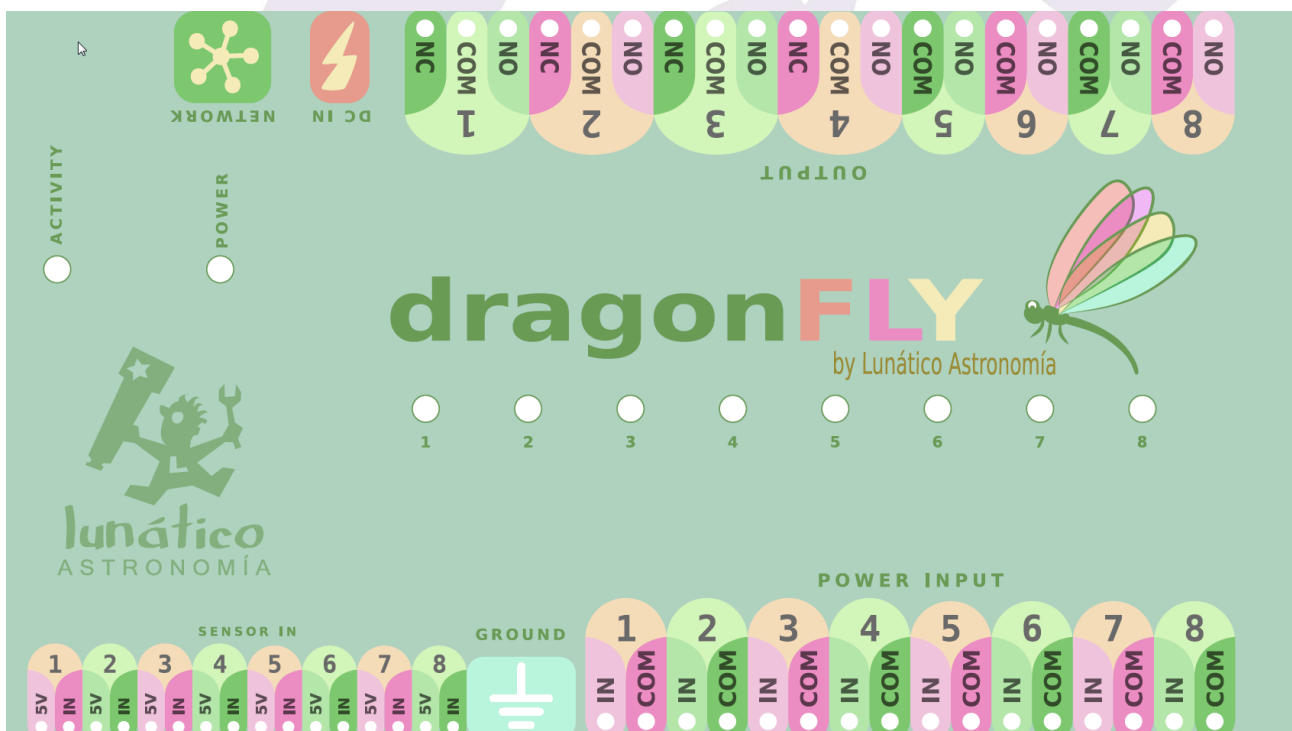 NC COM NO NC COM NO NC COM NO NC COM NO COM NO COM NO COM NO COM NO
1 2 3 4 5 6 7 8
NETWORK DC IN
OUTPUT
ACTIVITY
POWER
dragonFLY
by Lunático Astronomía
1 2 3 4 5 6 7 8
lunático
ASTRONOMÍA
POWER INPUT
SENSOR IN
GROUND
1 2 3 4 5 6 7 8
5V IN 5V IN 5V IN 5V IN 5V IN 5V IN 5V IN 5V IN
1 2 3 4 5 6 7 8
IN COM IN COM IN COM IN COM IN COM IN COM IN COM IN COM